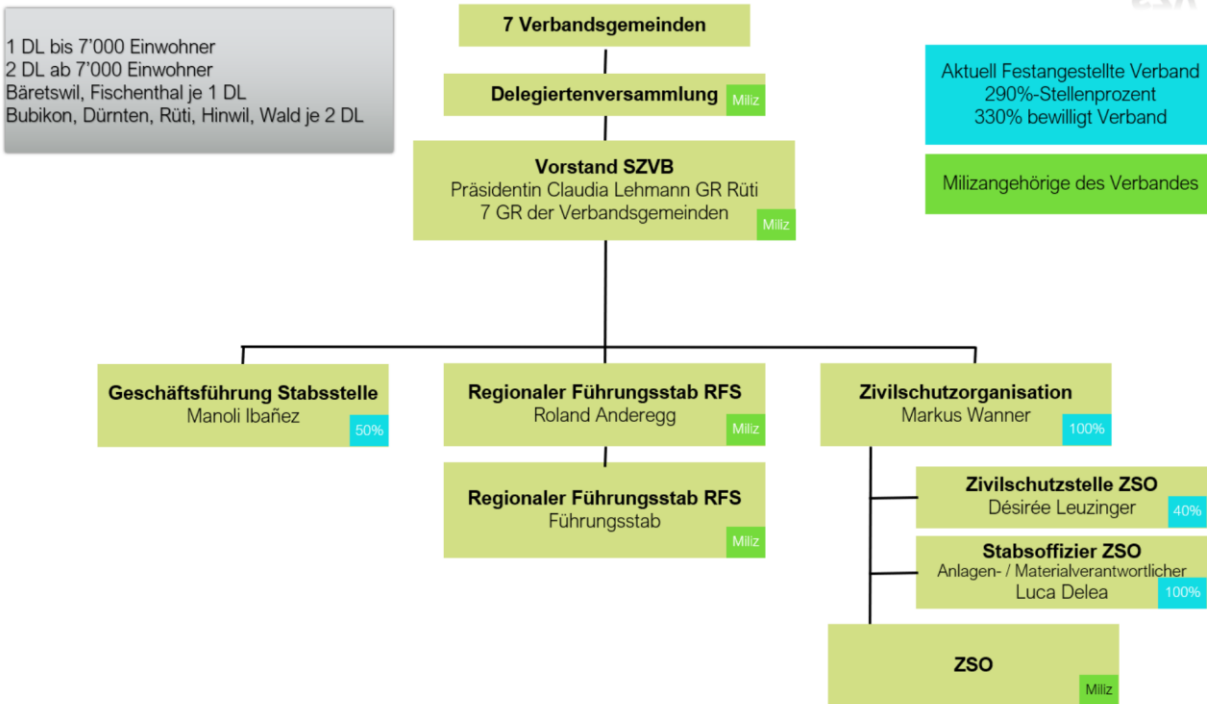 1 DL bis 7’000 Einwohner
2 DL ab 7’000 Einwohner
Bäretswil, Fischenthal je 1 DL
Bubikon, Dürnten, Rüti, Hinwil, Wald je 2 DL
7 Verbandsgemeinden
Delegiertenversammlung
Miliz
Vorstand SZVB
Präsidentin Claudia Lehmann GR Rüti
7 GR der Verbandsgemeinden
Miliz
Aktuell Festangestellte Verband
290%-Stellenprozent
330% bewilligt Verband
Milizangehörige des Verbandes
Geschäftsführung Stabsstelle
Manoli Ibañez
50%
Regionaler Führungsstab RFS
Roland Anderegg
Miliz
Zivilschutzorganisation
Markus Wanner
100%
Regionaler Führungsstab RFS
Führungsstab
Miliz
Zivilschutzstelle ZSO
Désirée Leuzinger
40%
Stabsoffizier ZSO
Anlagen- / Materialverantwortlicher
Luca Delea
100%
ZSO
Miliz